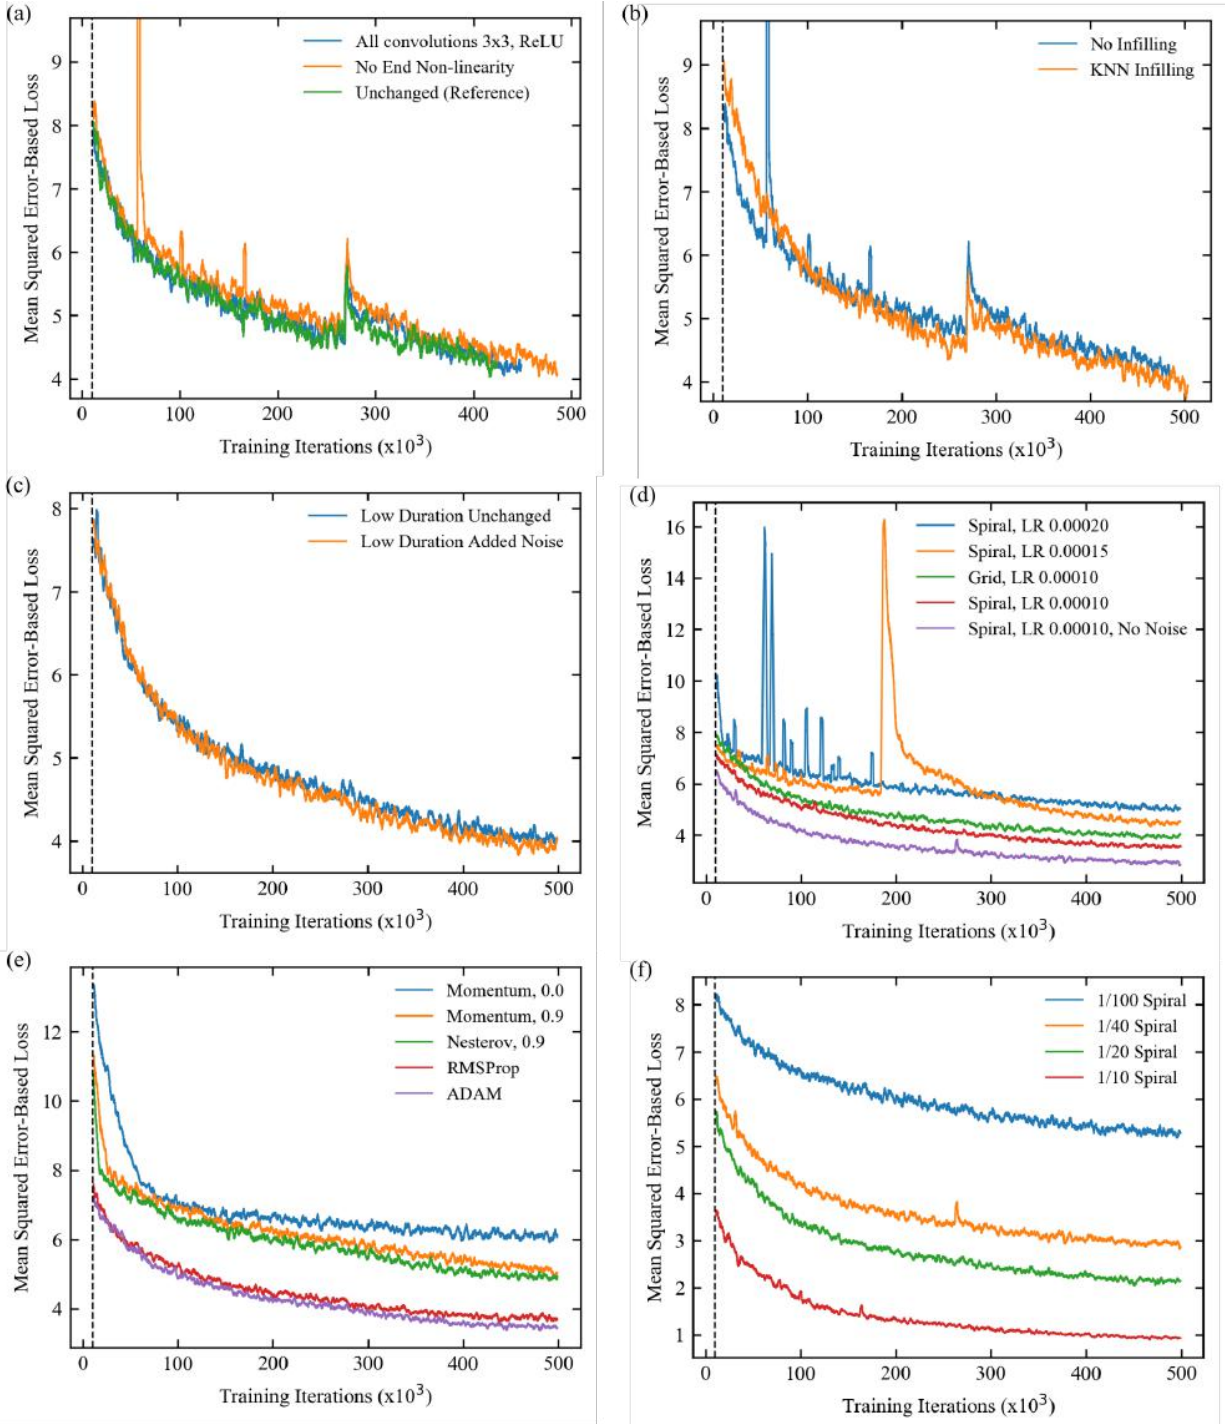 (a)
All convolutions 3x3, ReLU
No End Non-linearity
Unchanged (Reference)
9
8
7
6
5
4
Mean Squared Error-Based Loss
0 100 200 300 400 500
Training Iterations (x10³)
(b)
No Infilling
KNN Infilling
9
8
7
6
5
4
Mean Squared Error-Based Loss
0 100 200 300 400 500
Training Iterations (x10³)
(c)
Low Duration Unchanged
Low Duration Added Noise
8
7
6
5
4
Mean Squared Error-Based Loss
0 100 200 300 400 500
Training Iterations (x10³)
(d)
Spiral, LR 0.00020
Spiral, LR 0.00015
Grid, LR 0.00010
Spiral, LR 0.00010
Spiral, LR 0.00010, No Noise
16
14
12
10
8
6
4
Mean Squared Error-Based Loss
0 100 200 300 400 500
Training Iterations (x10³)
(e)
Momentum, 0.0
Momentum, 0.9
Nesterov, 0.9
RMSProp
ADAM
12
10
8
6
4
Mean Squared Error-Based Loss
0 100 200 300 400 500
Training Iterations (x10³)
(f)
1/100 Spiral
1/40 Spiral
1/20 Spiral
1/10 Spiral
8
7
6
5
4
3
2
1
Mean Squared Error-Based Loss
0 100 200 300 400 500
Training Iterations (x10³)